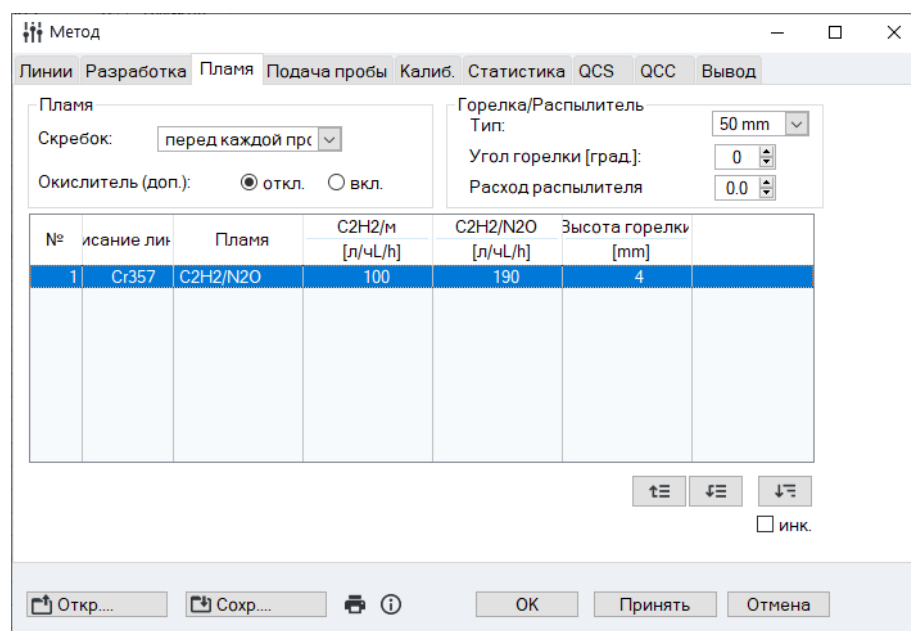 Метод
Линии Разработка Пламя Подача пробы Калиб. Статистика QCS QCC Вывод
Пламя
Скребок: перед каждой прс
Окислитель (доп.): откл. вкл.
Горелка/Распылитель
Тип: 50 mm
Угол горелки [град.]: 0
Расход распылителя 0.0
№ исание лин Пламя C2H2/м C2H2/N2O Высота горелки
[л/чL/h] [л/чL/h] [mm]
1 Cr357 C2H2/N2O 100 190 4
инк.
Откр.... Сохр.... OK Принять Отмена